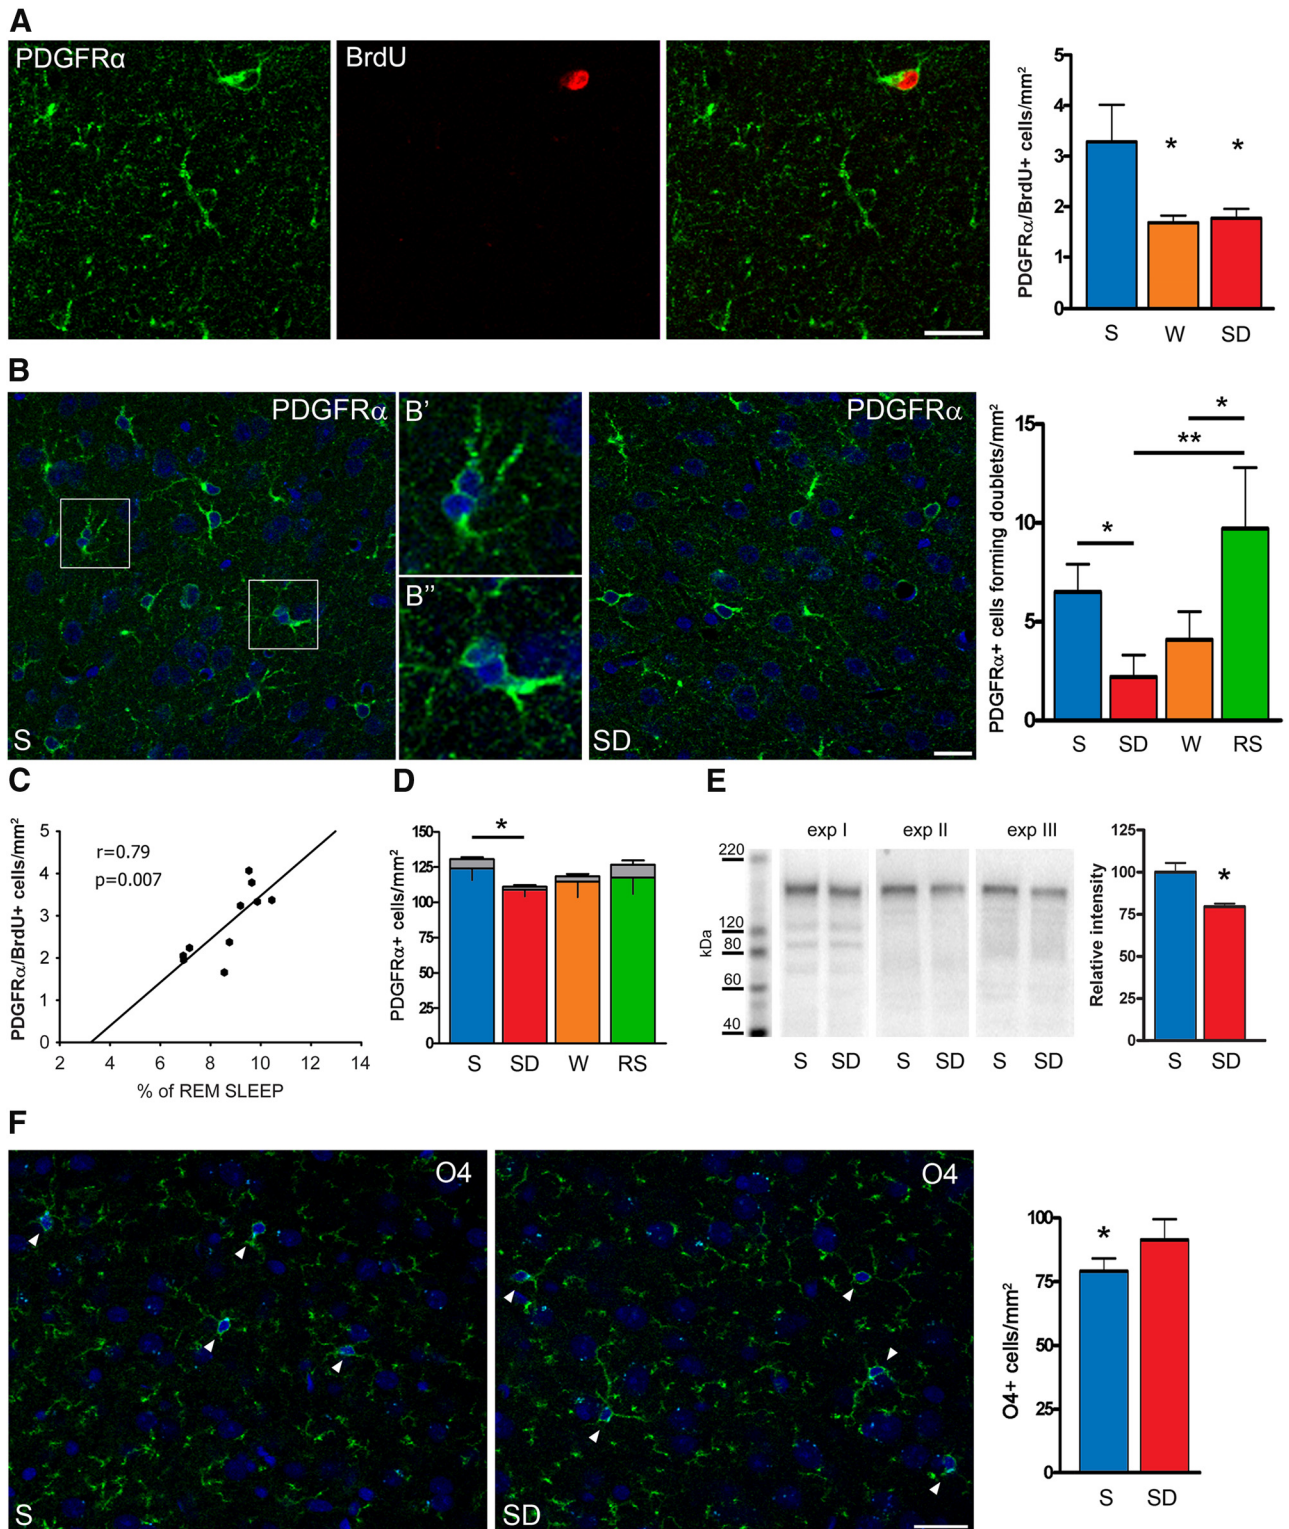 A
PDGFRα
BrdU
PDGFRα/BrdU+ cells/mm²
5
4
3
2
1
0
*
*
S W SD
B
PDGFRα
B’
B’’
PDGFRα
S
SD
PDGFRα+ cells forming doublets/mm²
15
10
5
0
*
**
*
S SD W RS
C
PDGFRα/BrdU+ cells/mm²
5
4
3
2
1
0
r=0.79
p=0.007
2 4 6 8 10 12 14
% of REM SLEEP
D
PDGFRα+ cells/mm²
150
125
100
75
50
25
0
*
S SD W RS
E
exp I exp II exp III
kDa
220
120
80
60
40
S SD S SD S SD
Relative intensity
125
100
75
50
25
0
*
S SD
F
O4
O4
S
SD
O4+ cells/mm²
100
75
50
25
0
*
S SD